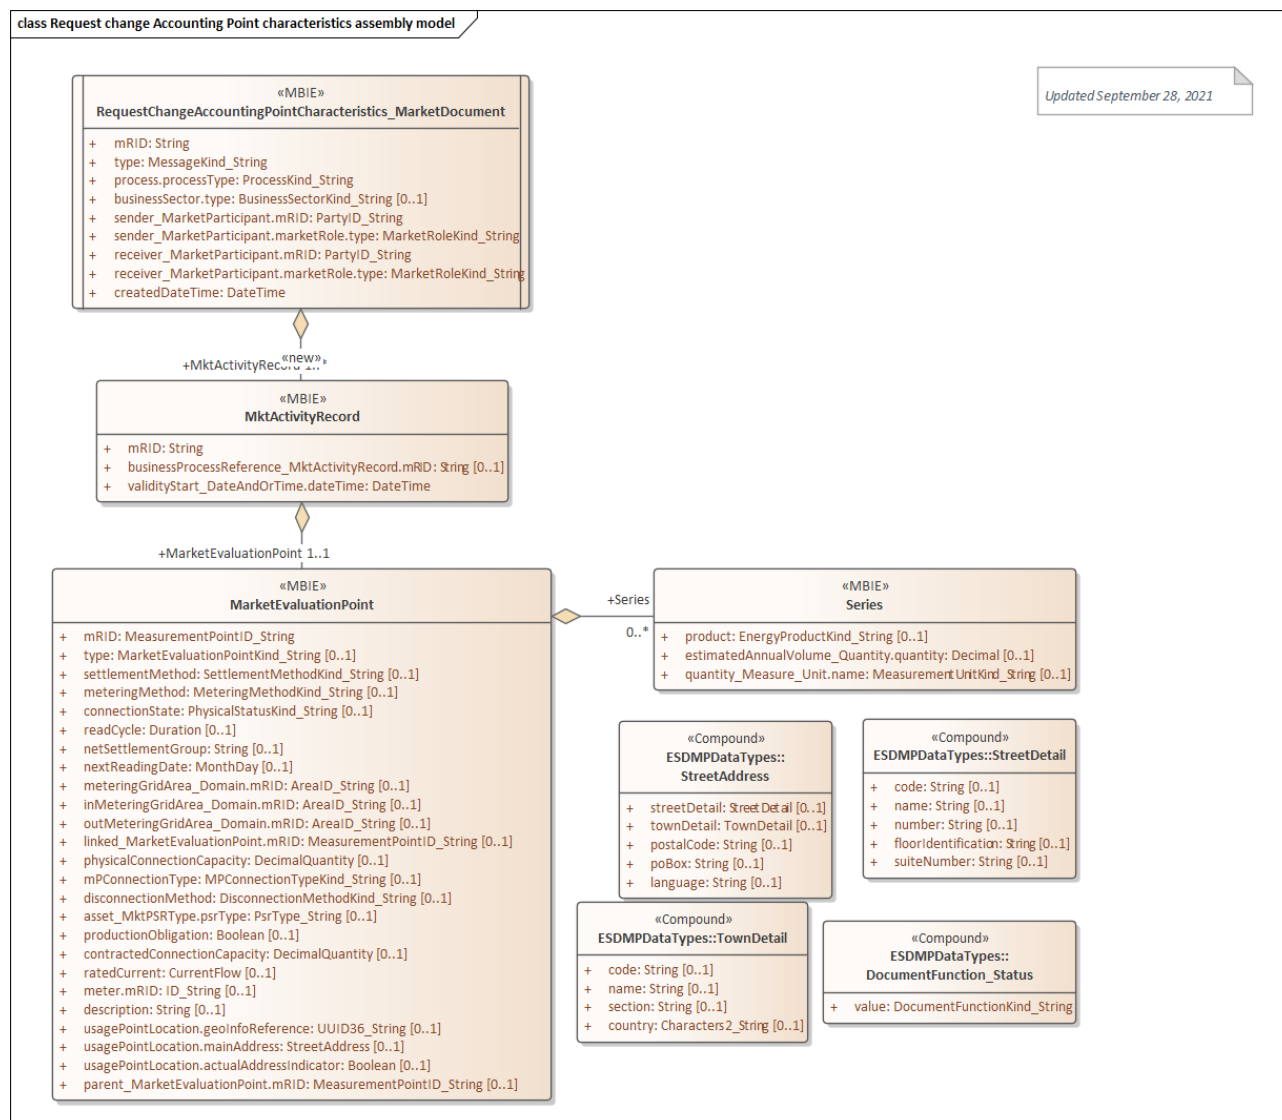 class Request change Accounting Point characteristics assembly model
Updated September 28, 2021
«MBIE»
RequestChangeAccountingPointCharacteristics_MarketDocument
+ mRID: String
+ type: MessageKind_String
+ process.processType: ProcessKind_String
+ businessSector.type: BusinessSectorKind_String [0..1]
+ sender_MarketParticipant.mRID: PartyID_String
+ sender_MarketParticipant.marketRole.type: MarketRoleKind_String
+ receiver_MarketParticipant.mRID: PartyID_String
+ receiver_MarketParticipant.marketRole.type: MarketRoleKind_String
+ createdDateTime: DateTime
«new»
+MktActivityRecord 1..*
«MBIE»
MktActivityRecord
+ mRID: String
+ businessProcessReference_MktActivityRecord.mRID: String [0..1]
+ validityStart_DateAndOrTime.dateTime: DateTime
+MarketEvaluationPoint 1..1
«MBIE»
MarketEvaluationPoint
+ mRID: MeasurementPointID_String
+ type: MarketEvaluationPointKind_String [0..1]
+ settlementMethod: SettlementMethodKind_String [0..1]
+ meteringMethod: MeteringMethodKind_String [0..1]
+ connectionState: PhysicalStatusKind_String [0..1]
+ readCycle: Duration [0..1]
+ netSettlementGroup: String [0..1]
+ nextReadingDate: MonthDay [0..1]
+ meteringGridArea_Domain.mRID: AreaID_String [0..1]
+ inMeteringGridArea_Domain.mRID: AreaID_String [0..1]
+ outMeteringGridArea_Domain.mRID: AreaID_String [0..1]
+ linked_MarketEvaluationPoint.mRID: MeasurementPointID_String [0..1]
+ physicalConnectionCapacity: DecimalQuantity [0..1]
+ mPConnectionType: MPConnectionTypeKind_String [0..1]
+ disconnectionMethod: DisconnectionMethodKind_String [0..1]
+ asset_MktPSRType.psrType: PsrType_String [0..1]
+ productionObligation: Boolean [0..1]
+ contractedConnectionCapacity: DecimalQuantity [0..1]
+ ratedCurrent: CurrentFlow [0..1]
+ meter.mRID: ID_String [0..1]
+ description: String [0..1]
+ usagePointLocation.geoInfoReference: UUID36_String [0..1]
+ usagePointLocation.mainAddress: StreetAddress [0..1]
+ usagePointLocation.actualAddressIndicator: Boolean [0..1]
+ parent_MarketEvaluationPoint.mRID: MeasurementPointID_String [0..1]
+Series
0..*
«MBIE»
Series
+ product: EnergyProductKind_String [0..1]
+ estimatedAnnualVolume_Quantity.quantity: Decimal [0..1]
+ quantity_Measure_Unit.name: MeasurementUnitKind_String [0..1]
«Compound»
ESDMPDataTypes::
StreetAddress
+ streetDetail: StreetDetail [0..1]
+ townDetail: TownDetail [0..1]
+ postalCode: String [0..1]
+ poBox: String [0..1]
+ language: String [0..1]
«Compound»
ESDMPDataTypes::StreetDetail
+ code: String [0..1]
+ name: String [0..1]
+ number: String [0..1]
+ floorIdentification: String [0..1]
+ suiteNumber: String [0..1]
«Compound»
ESDMPDataTypes::TownDetail
+ code: String [0..1]
+ name: String [0..1]
+ section: String [0..1]
+ country: Characters2_String [0..1]
«Compound»
ESDMPDataTypes::
DocumentFunction_Status
+ value: DocumentFunctionKind_String